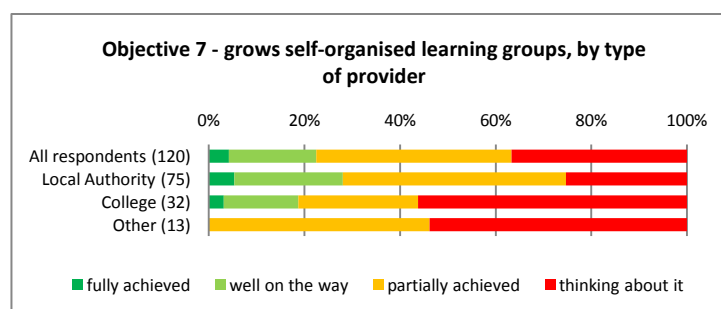 Objective 7 - grows self-organised learning groups, by type
of provider
0% 20% 40% 60% 80% 100%
All respondents (120)
Local Authority (75)
College (32)
Other (13)
fully achieved well on the way partially achieved thinking about it